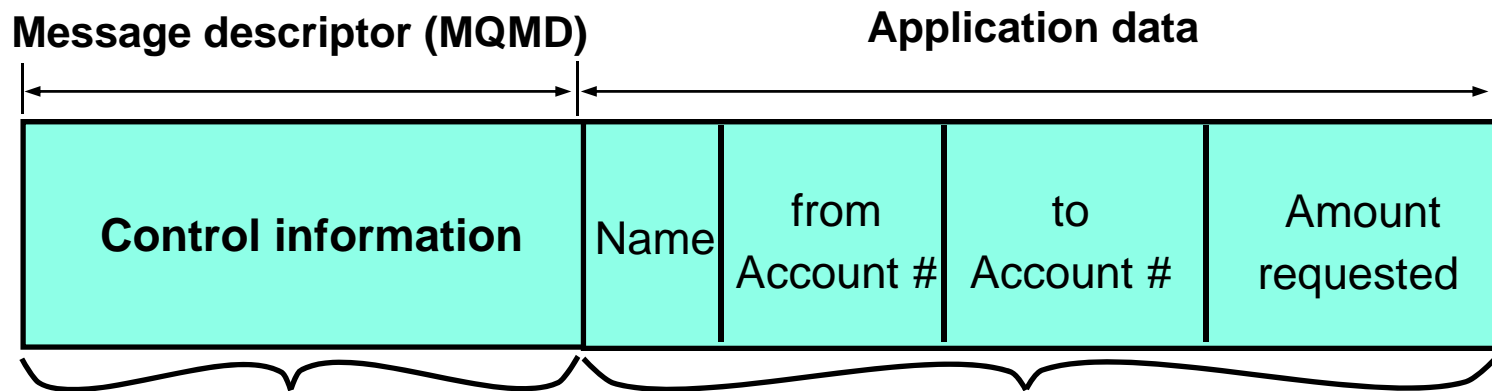 Message descriptor (MQMD)
Application data
Control information
Name
from
Account #
to
Account #
Amount
requested